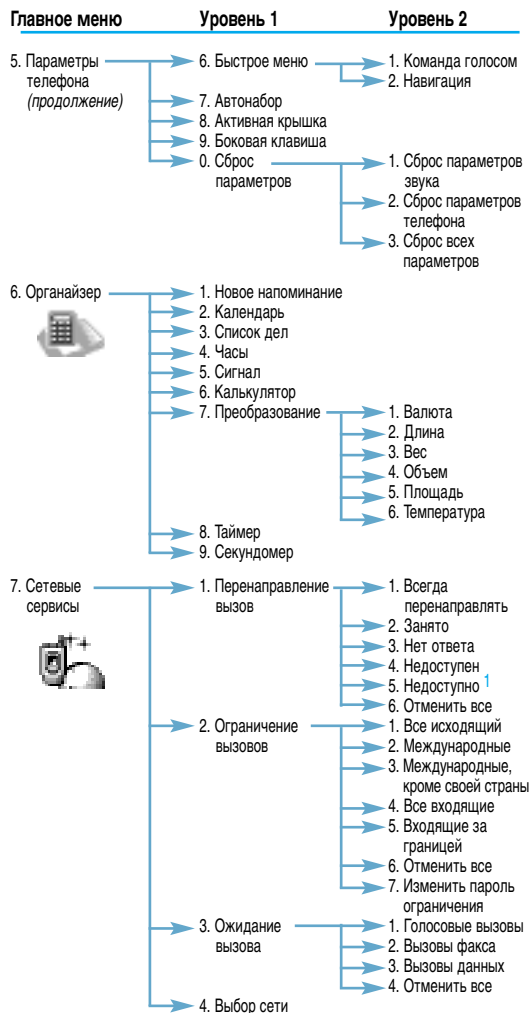 Главное меню Уровень 1 Уровень 2
5. Параметры телефона (продолжение)
6. Быстрое меню
1. Команда голосом
2. Навигация
7. Автонабор
8. Активная крышка
9. Боковая клавиша
0. Сброс
параметров
1. Сброс параметров
звука
2. Сброс параметров
телефона
3. Сброс всех
параметров
6. Органайзер
1. Новое напоминание
2. Календарь
3. Список дел
4. Часы
5. Сигнал
6. Калькулятор
7. Преобразование
1. Валюта
2. Длина
3. Вес
4. Объем
5. Площадь
6. Температура
8. Таймер
9. Секундомер
7. Сетевые
сервисы
1. Перенаправление
вызов
1. Всегда
перенаправлять
2. Занято
3. Нет ответа
4. Недоступен
5. Недоступно 1
6. Отменить все
2. Ограничение
вызовов
1. Все исходящий
2. Международные
3. Международные,
кроме своей страны
4. Все входящие
5. Входящие за
границей
6. Отменить все
7. Изменить пароль
ограничения
3. Ожидание
вызова
1. Голосовые вызовы
2. Вызовы факса
3. Вызовы данных
4. Отменить все
4. Выбор сети